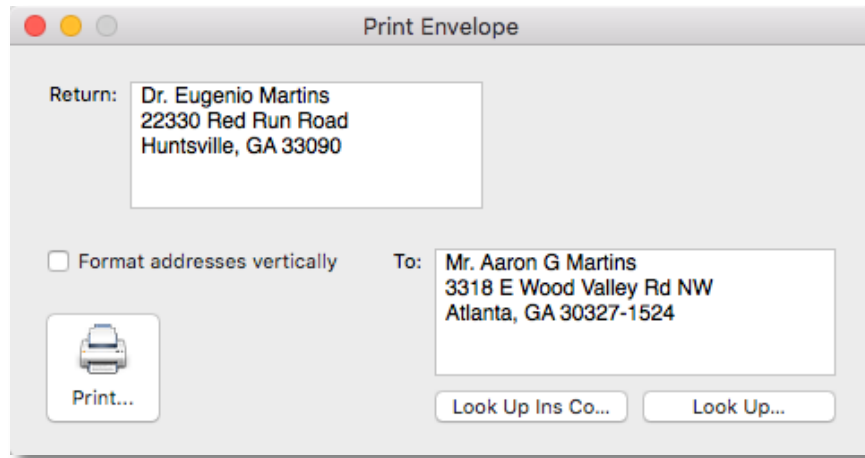 Print Envelope
Return:
Dr. Eugenio Martins
22330 Red Run Road
Huntsville, GA 33090
Format addresses vertically
To:
Mr. Aaron G Martins
3318 E Wood Valley Rd NW
Atlanta, GA 30327-1524
Print...
Look Up Ins Co...
Look Up...